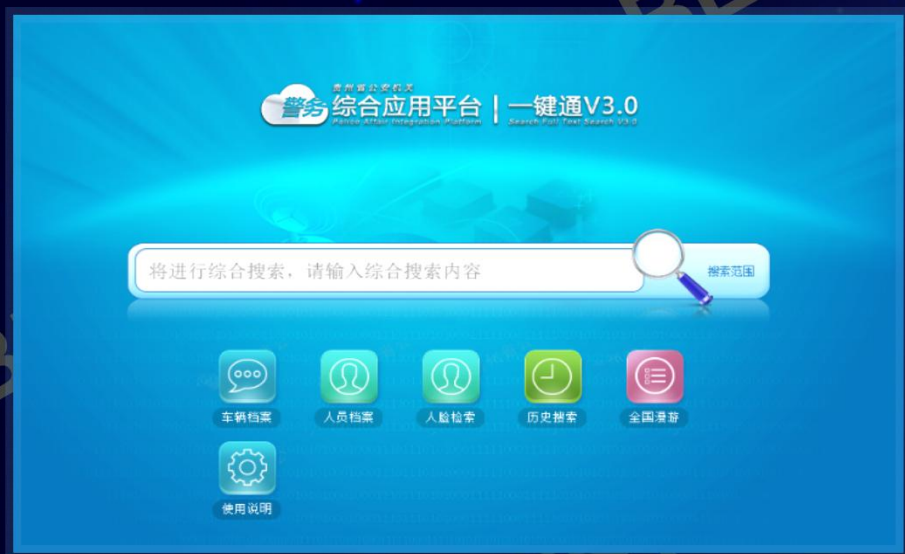 贵州省公安机关
警务 综合应用平台 | 一键通V3.0
Police Affair Integration Platform Search Full Text Search V3.0
将进行综合搜索，请输入综合搜索内容
搜索范围
车辆档案 人员档案 人脸检索 历史搜索 全国漫游
使用说明